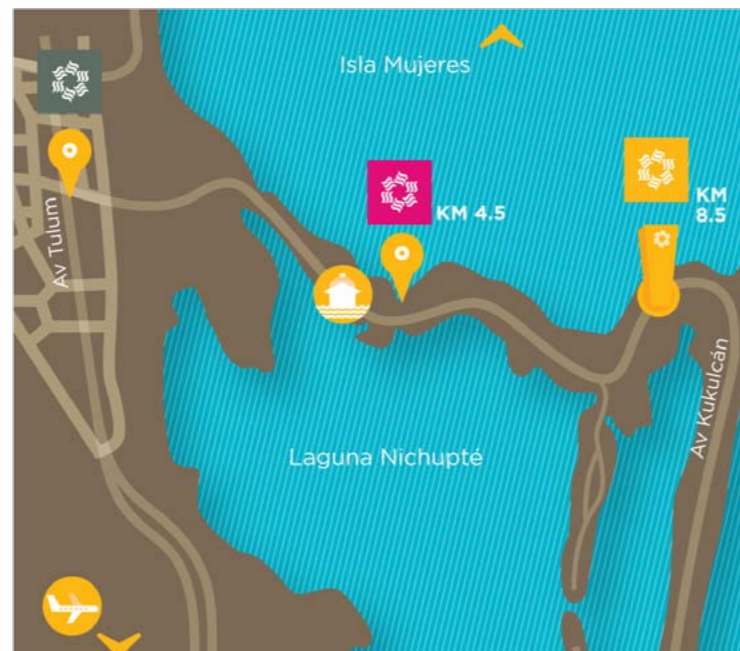 Isla Mujeres
KM 4.5
KM
8.5
Av Tulum
Av Kukulcán
Laguna Nichupté